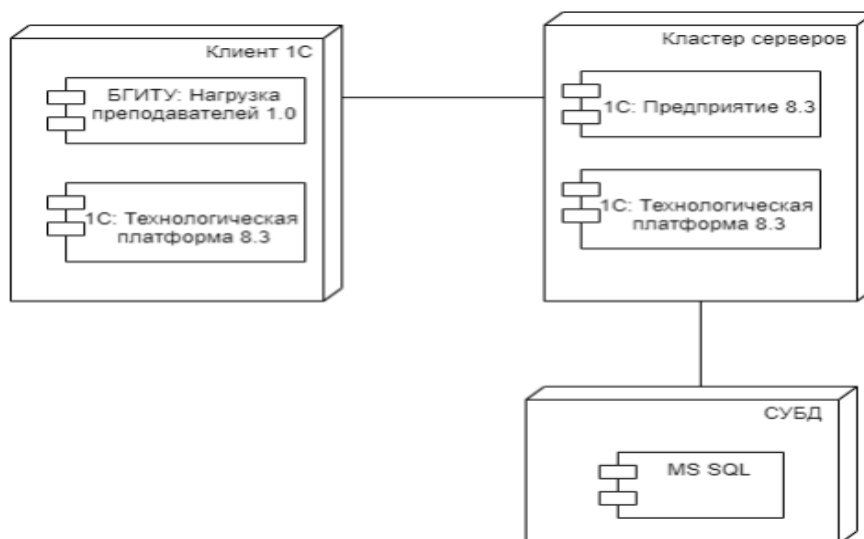 Клиент 1С
БГИТУ: Нагрузка
преподавателей 1.0
1С: Технологическая
платформа 8.3
Кластер серверов
1С: Предприятие 8.3
1С: Технологическая
платформа 8.3
СУБД
MS SQL